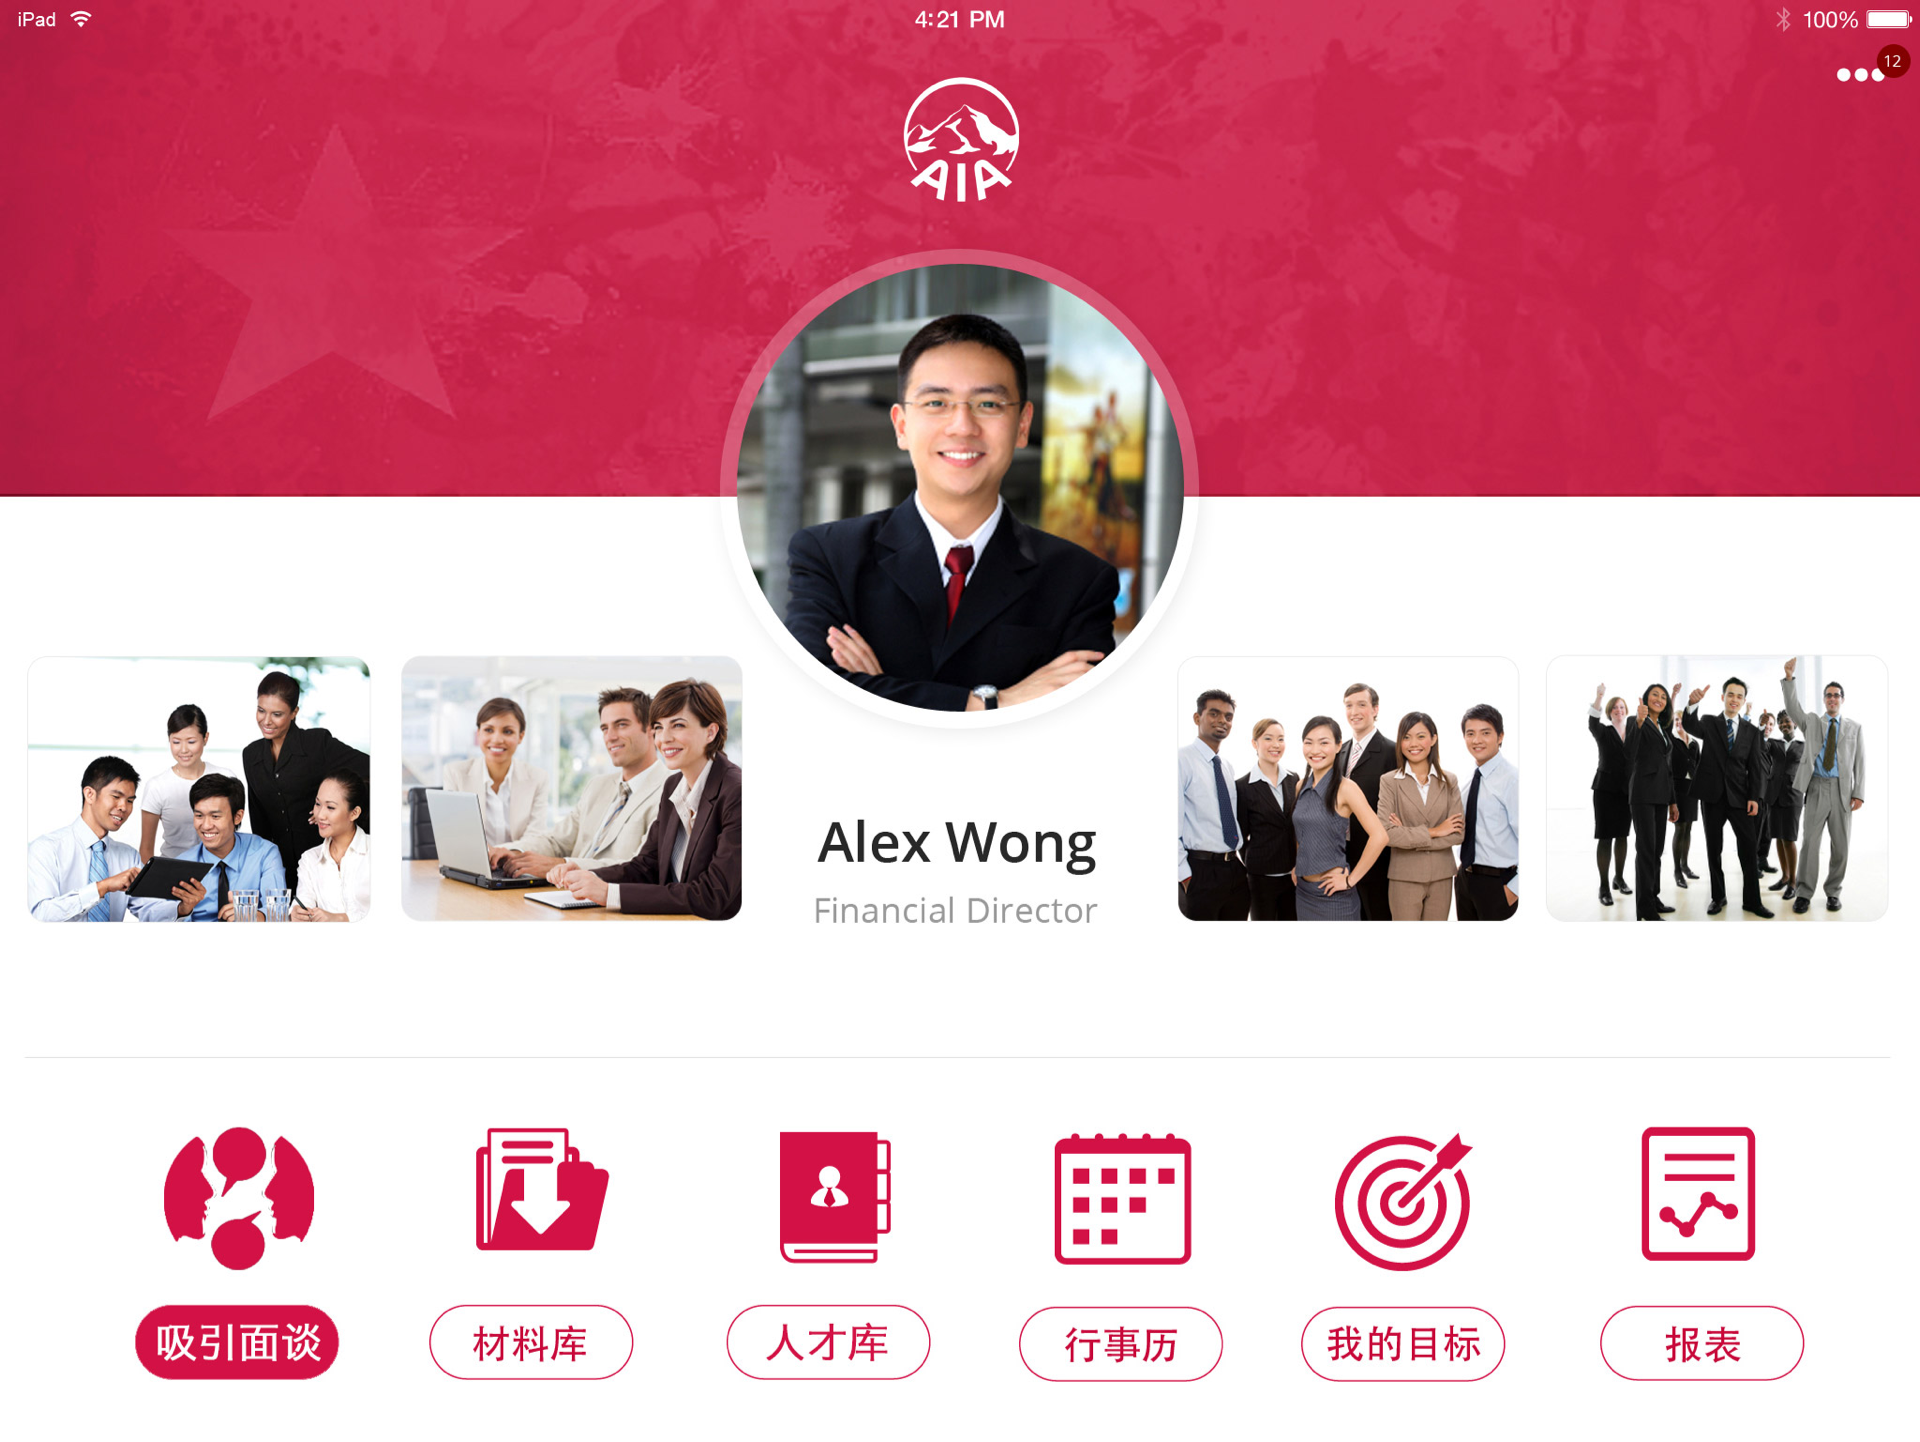 iPad 4:21 PM 100%
12
AIA
Alex Wong
Financial Director
吸引面谈 材料库 人才库 行事历 我的目标 报表